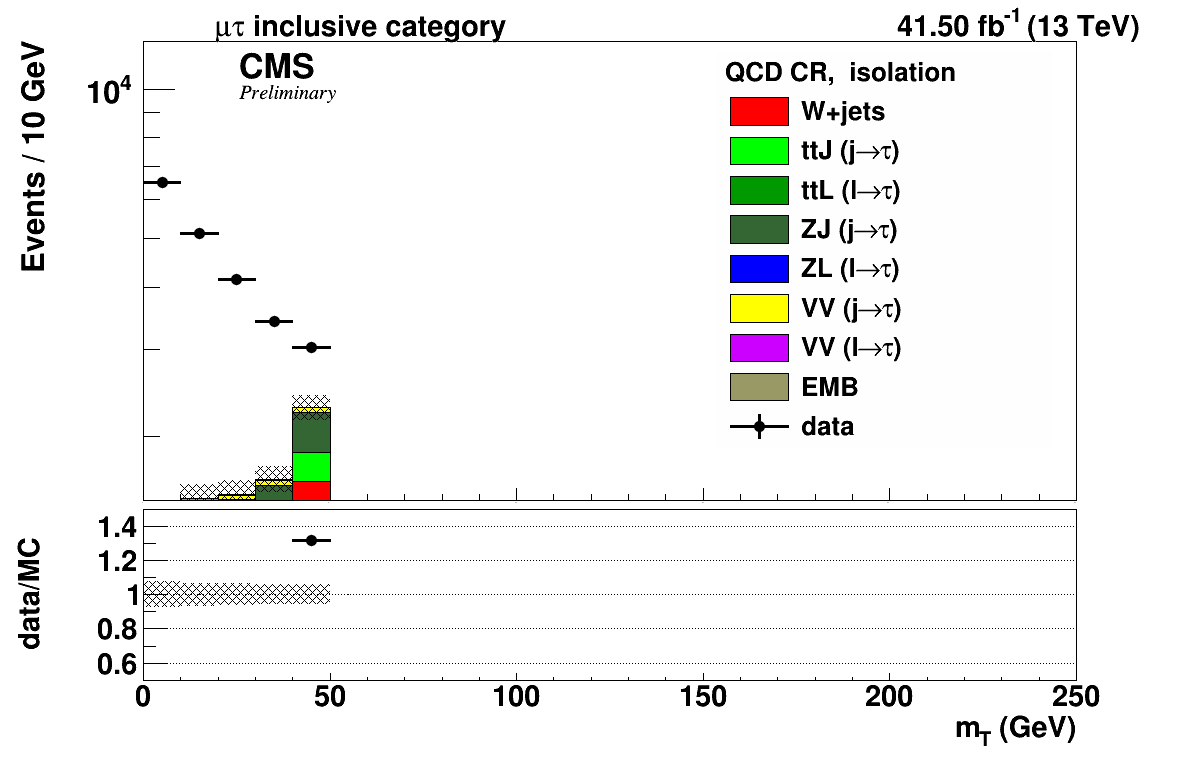 μτ inclusive category
41.50 fb⁻¹ (13 TeV)
CMS
Preliminary
Events / 10 GeV
10⁴
QCD CR, isolation
W+jets
ttJ (j→τ)
ttL (l→τ)
ZJ (j→τ)
ZL (l→τ)
VV (j→τ)
VV (l→τ)
EMB
data
data/MC
1.4
1.2
1
0.8
0.6
0 50 100 150 200 250
m_T (GeV)